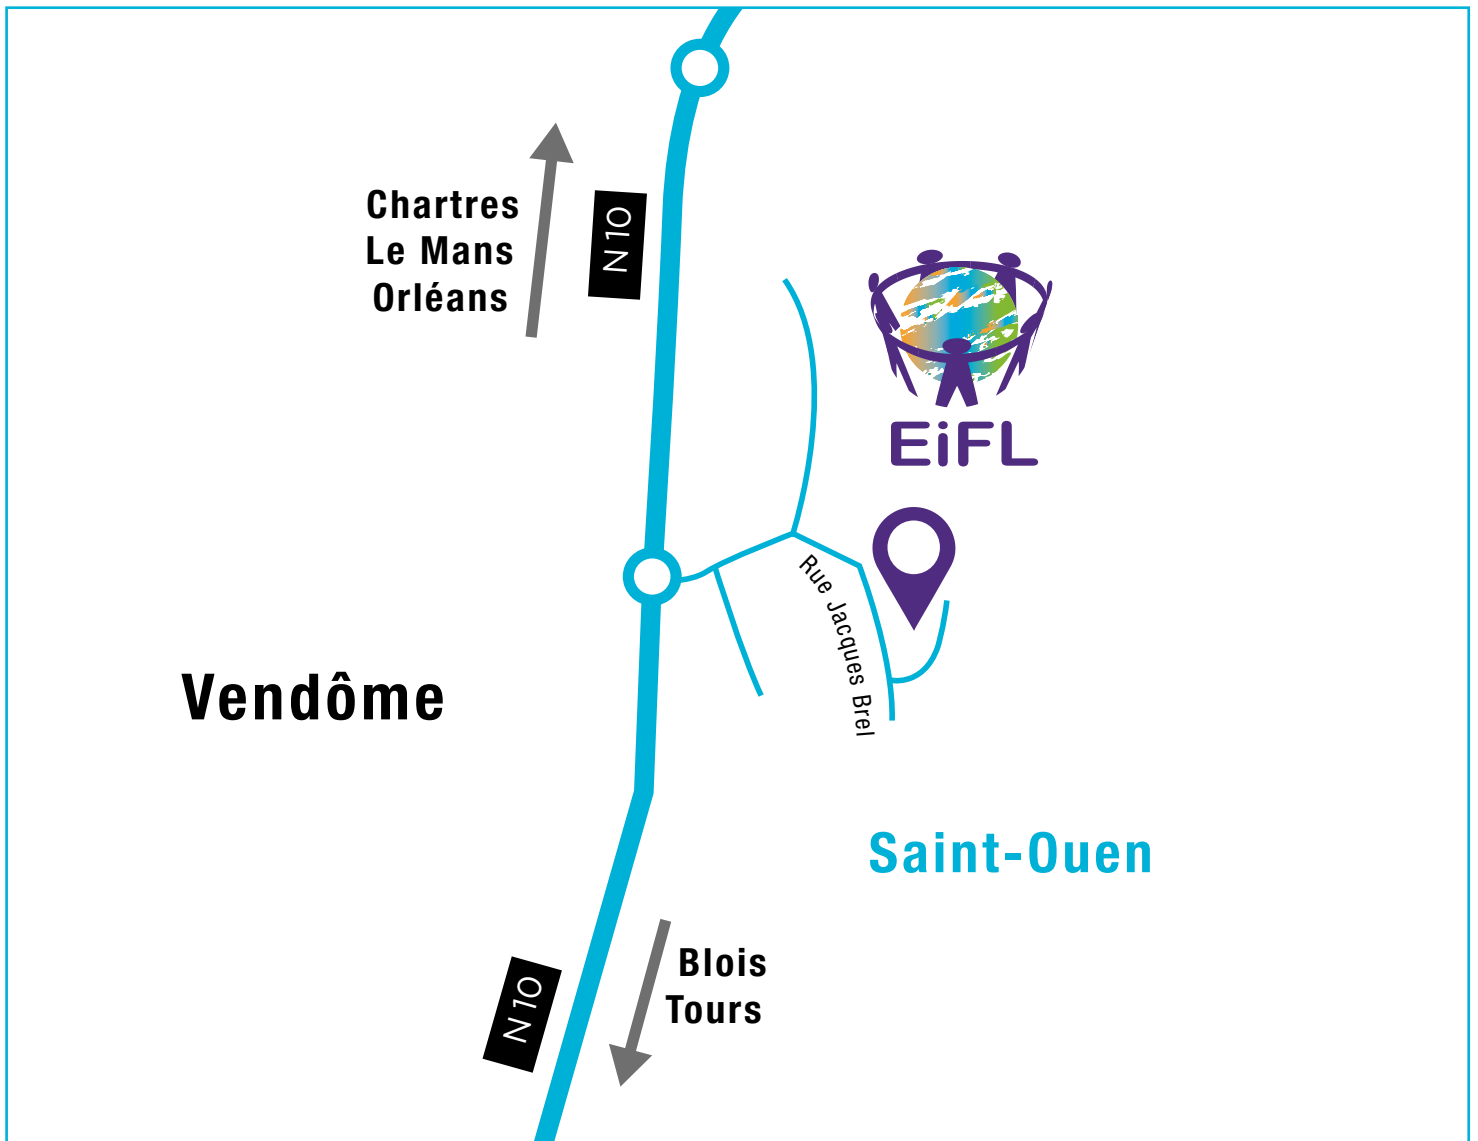 Chartres
Le Mans
Orléans
N 10
EiFL
Rue Jacques Brel
Vendôme
Saint-Ouen
Blois
Tours
N 10